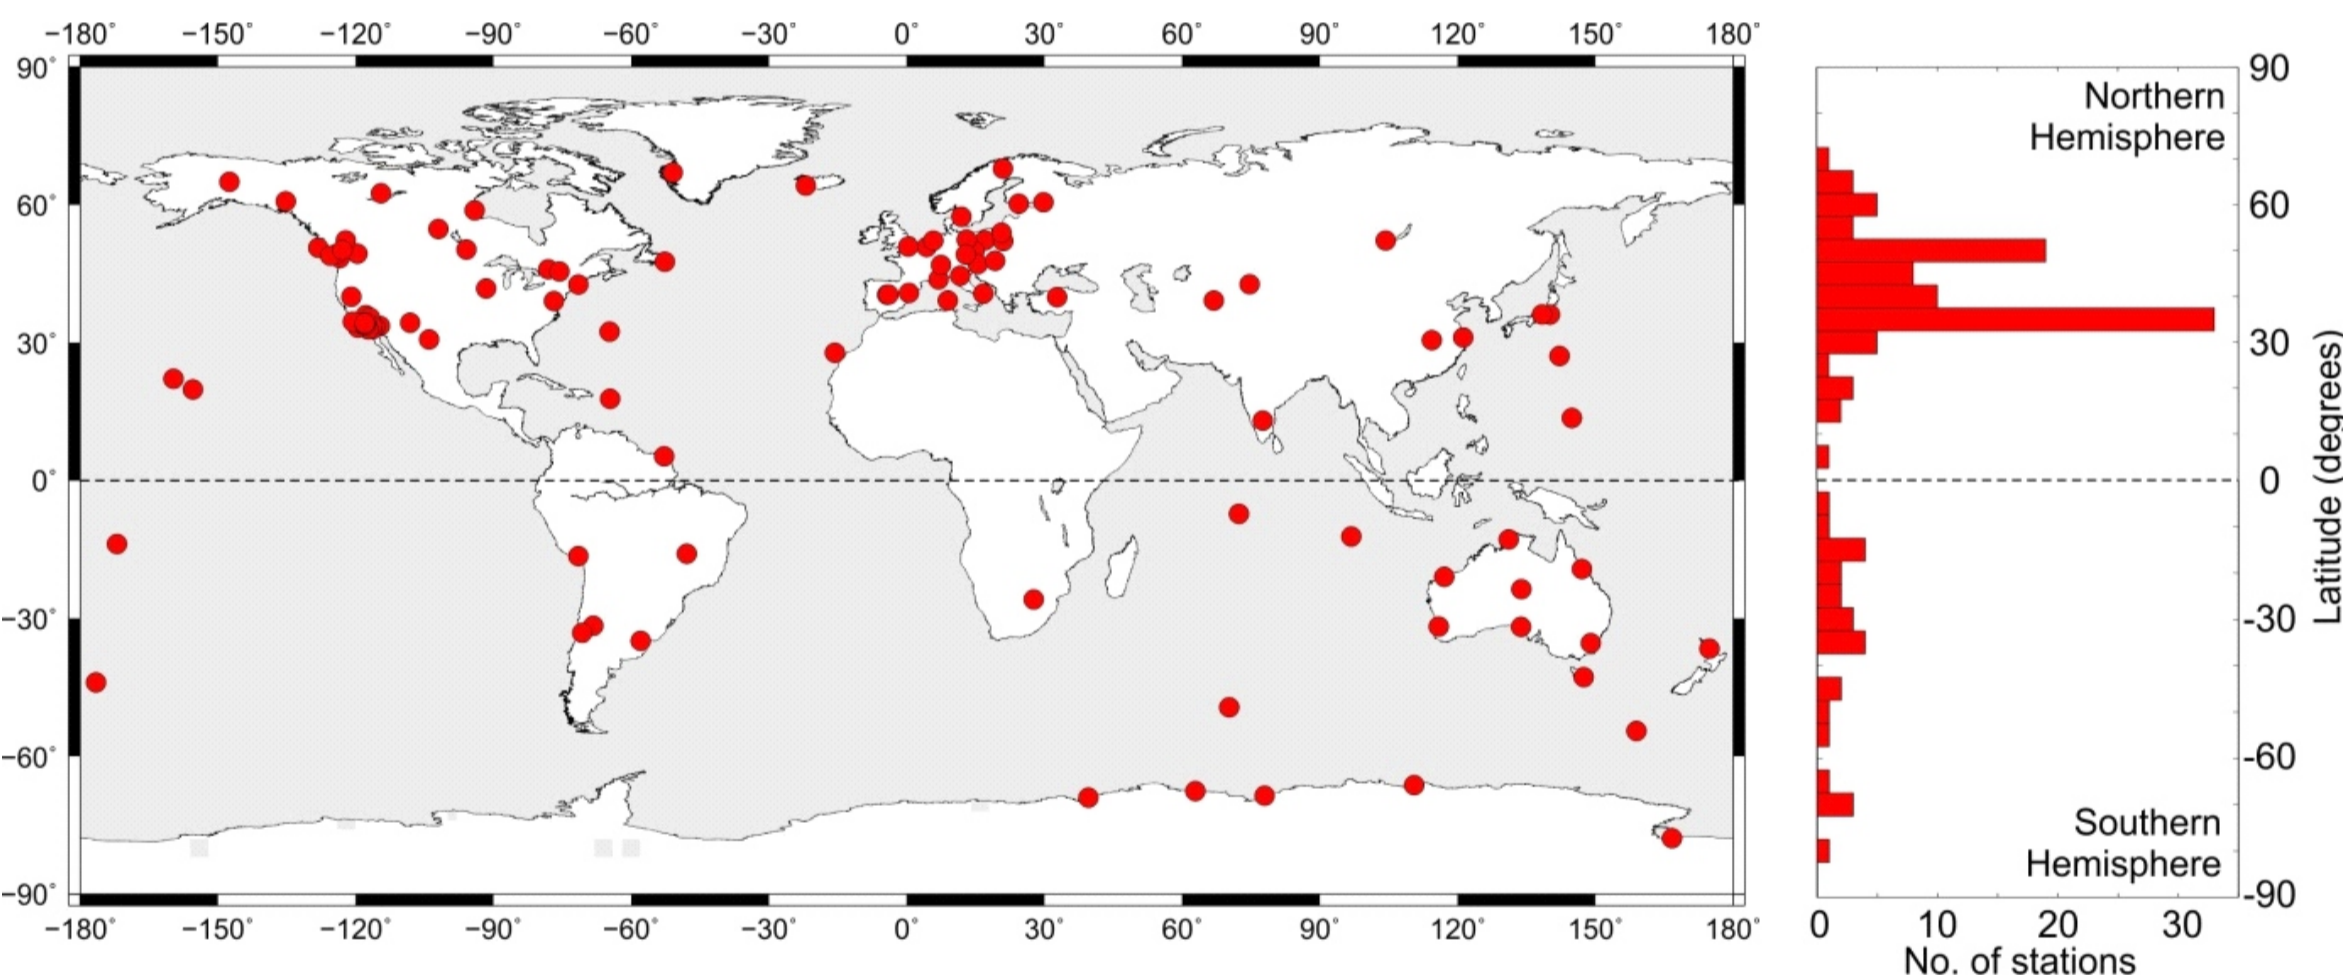 −180° −150° −120° −90° −60° −30° 0° 30° 60° 90° 120° 150° 180°
90°
60°
30°
0°
−30°
−60°
−90°
−180° −150° −120° −90° −60° −30° 0° 30° 60° 90° 120° 150° 180°
Northern
Hemisphere
Southern
Hemisphere
90
60
30
0
-30
-60
-90
Latitude (degrees)
0 10 20 30
No. of stations